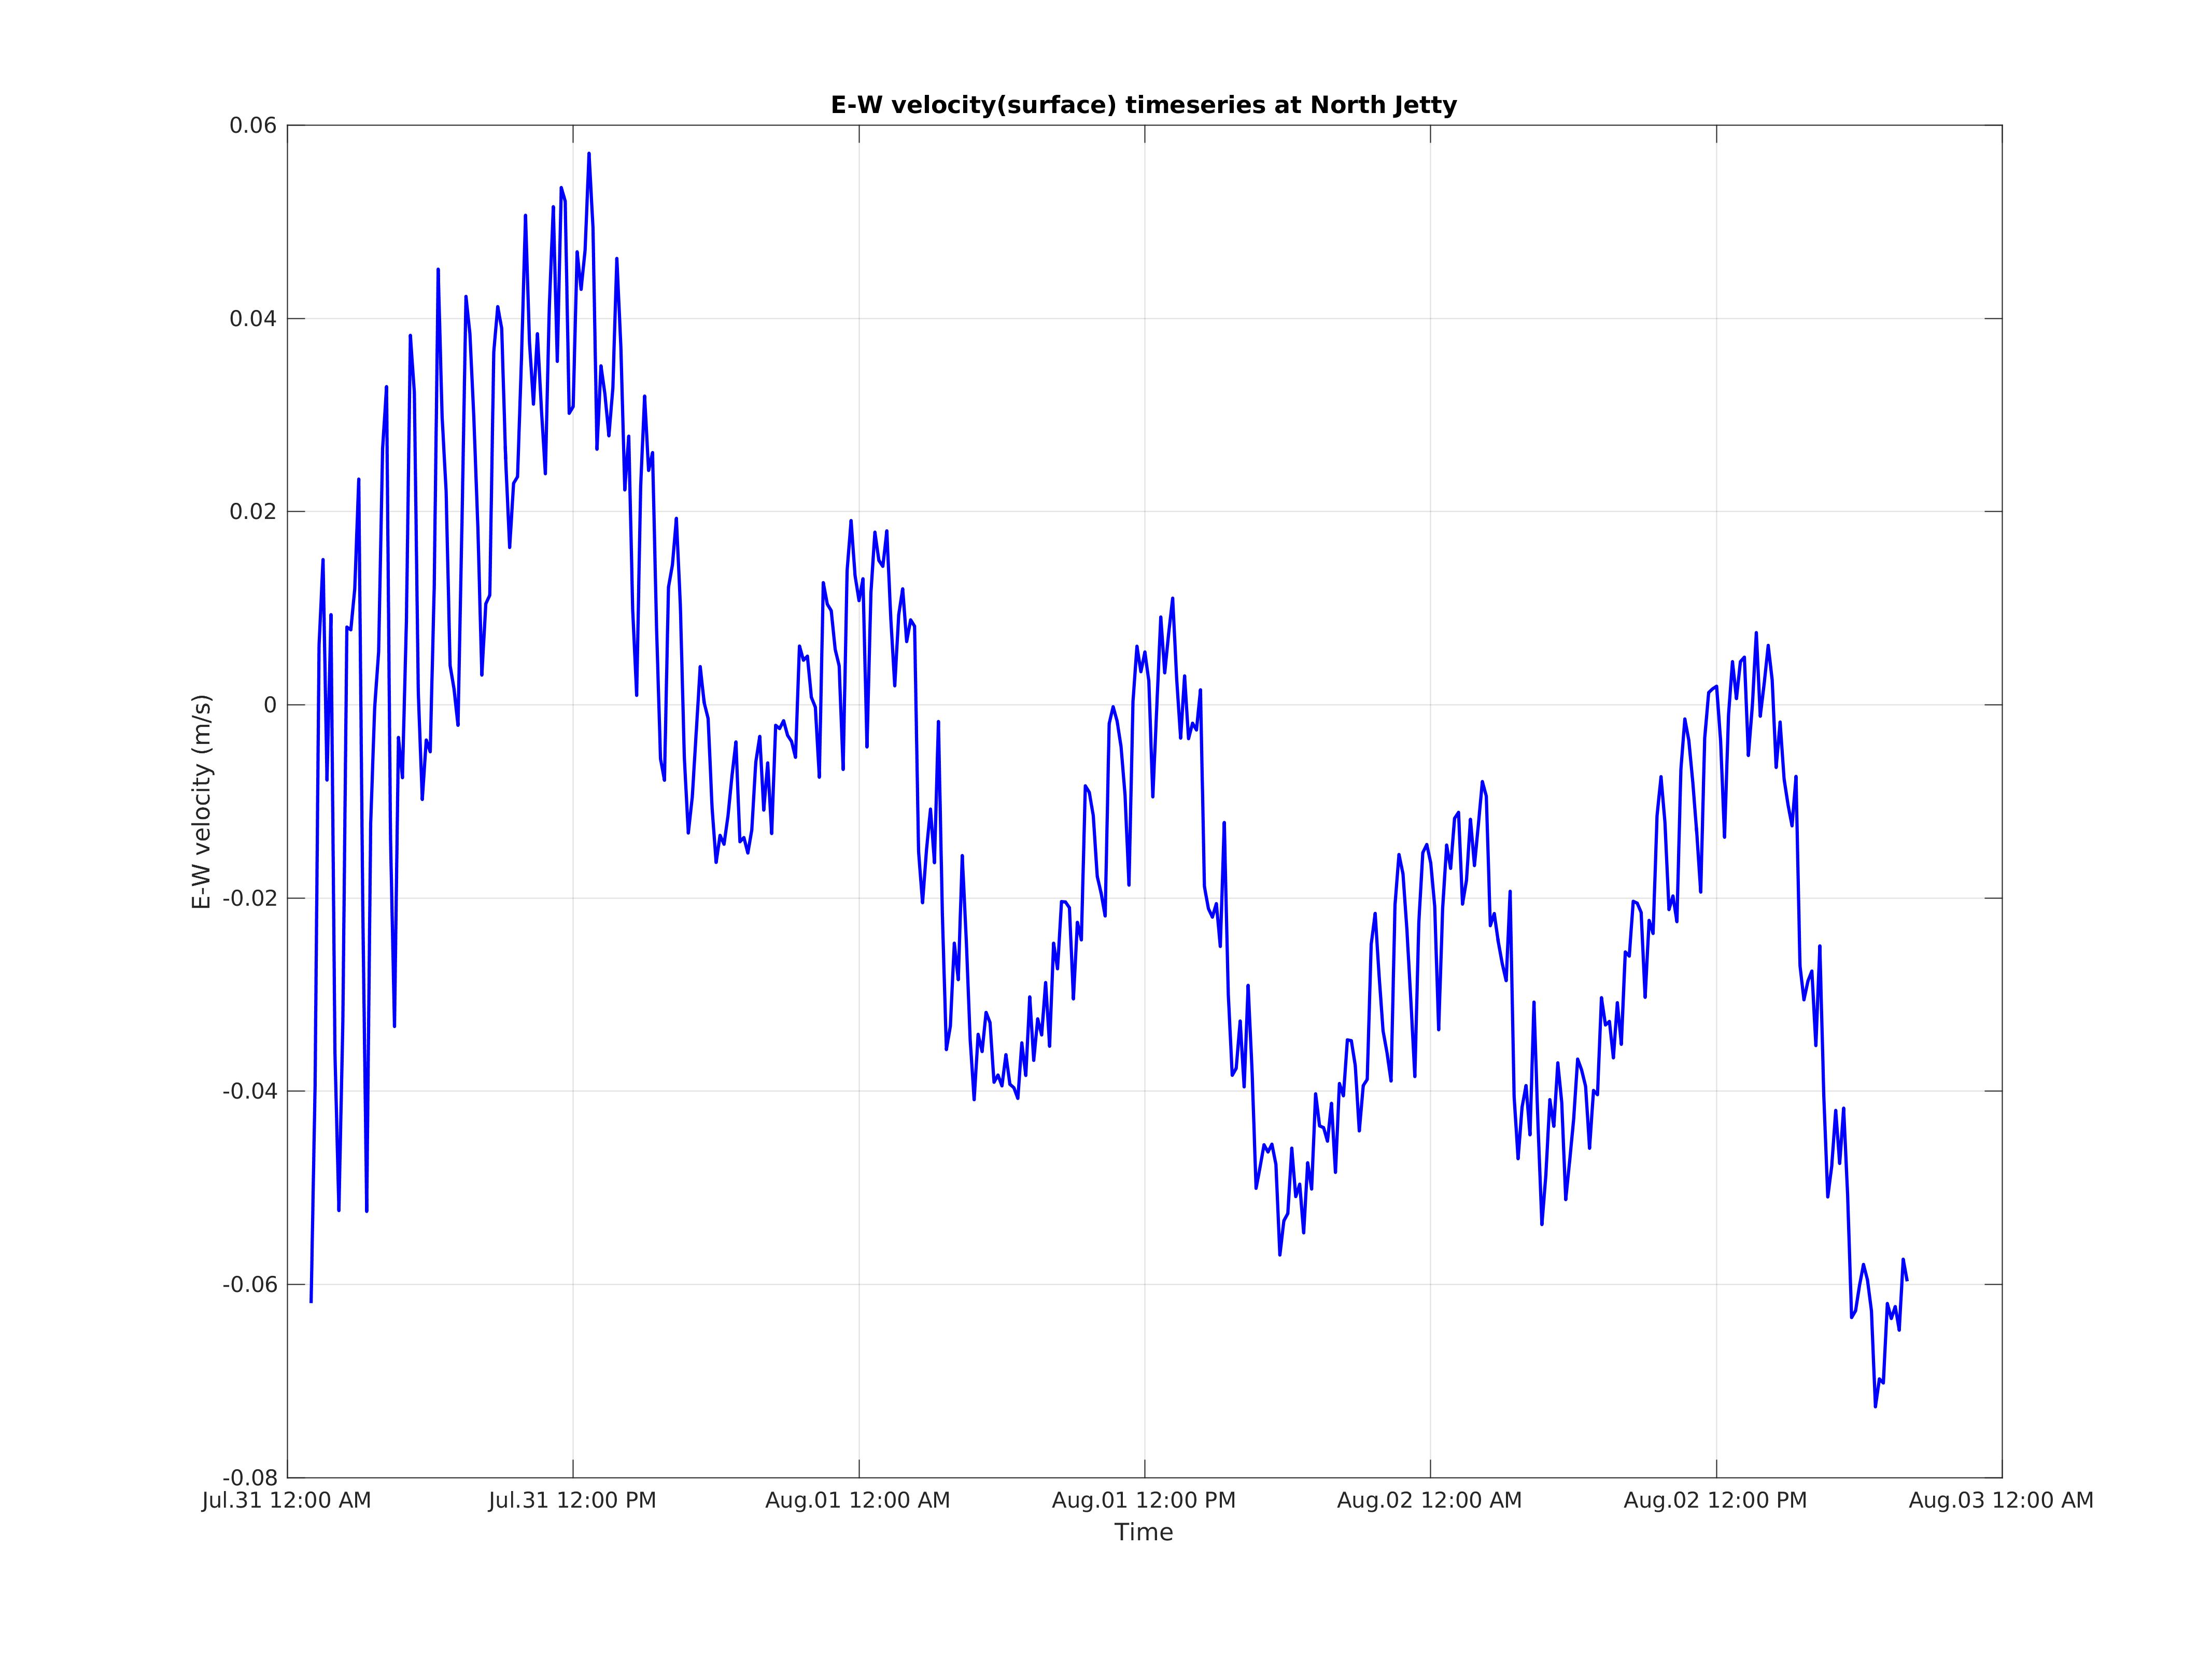 E-W velocity(surface) timeseries at North Jetty
0.06
0.04
0.02
0
-0.02
-0.04
-0.06
-0.08
E-W velocity (m/s)
Jul.31 12:00 AM Jul.31 12:00 PM Aug.01 12:00 AM Aug.01 12:00 PM Aug.02 12:00 AM Aug.02 12:00 PM Aug.03 12:00 AM
Time